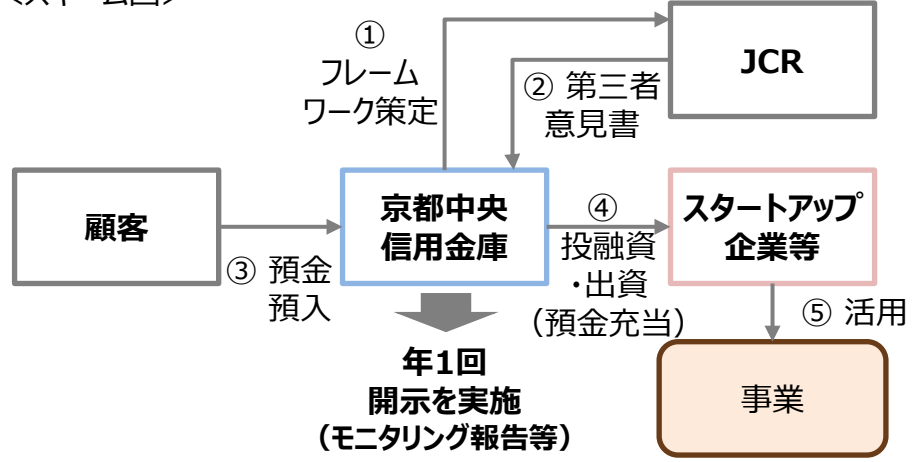 ①
フレーム
ワーク策定
JCR
② 第三者
意見書
顧客
京都中央
信用金庫
④
投融資
・出資
（預金充当）
スタートアップ
企業等
③ 預金
預入
⑤ 活用
年1回
開示を実施
（モニタリング報告等）
事業